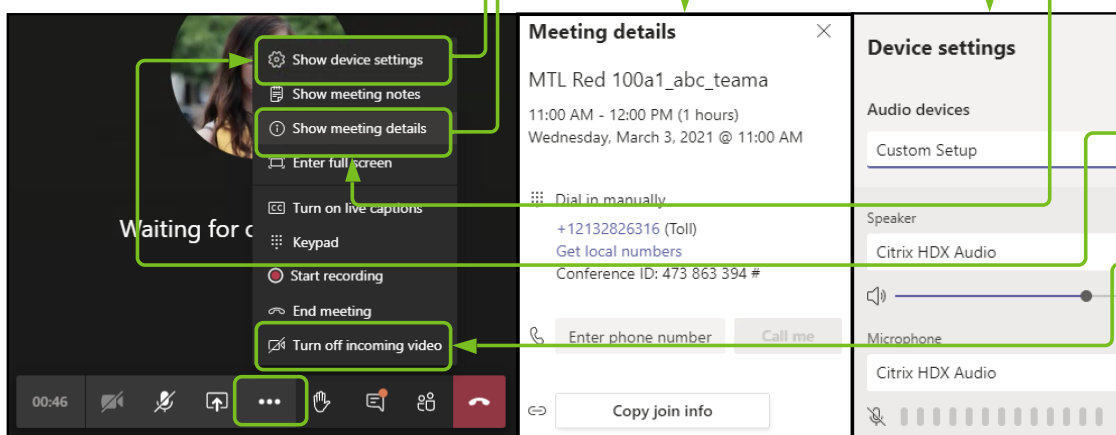 Show device settings
Show meeting notes
Show meeting details
Enter full screen
CC Turn on live captions
Waiting for
Keypad
Start recording
End meeting
Turn off incoming video
00:46
Meeting details
MTL Red 100a1_abc_teama
11:00 AM - 12:00 PM (1 hours)
Wednesday, March 3, 2021 @ 11:00 AM
Dial in manually
+12132826316 (Toll)
Get local numbers
Conference ID: 473 863 394 #
Enter phone number
Call me
Copy join info
Device settings
Audio devices
Custom Setup
Speaker
Citrix HDX Audio
Microphone
Citrix HDX Audio